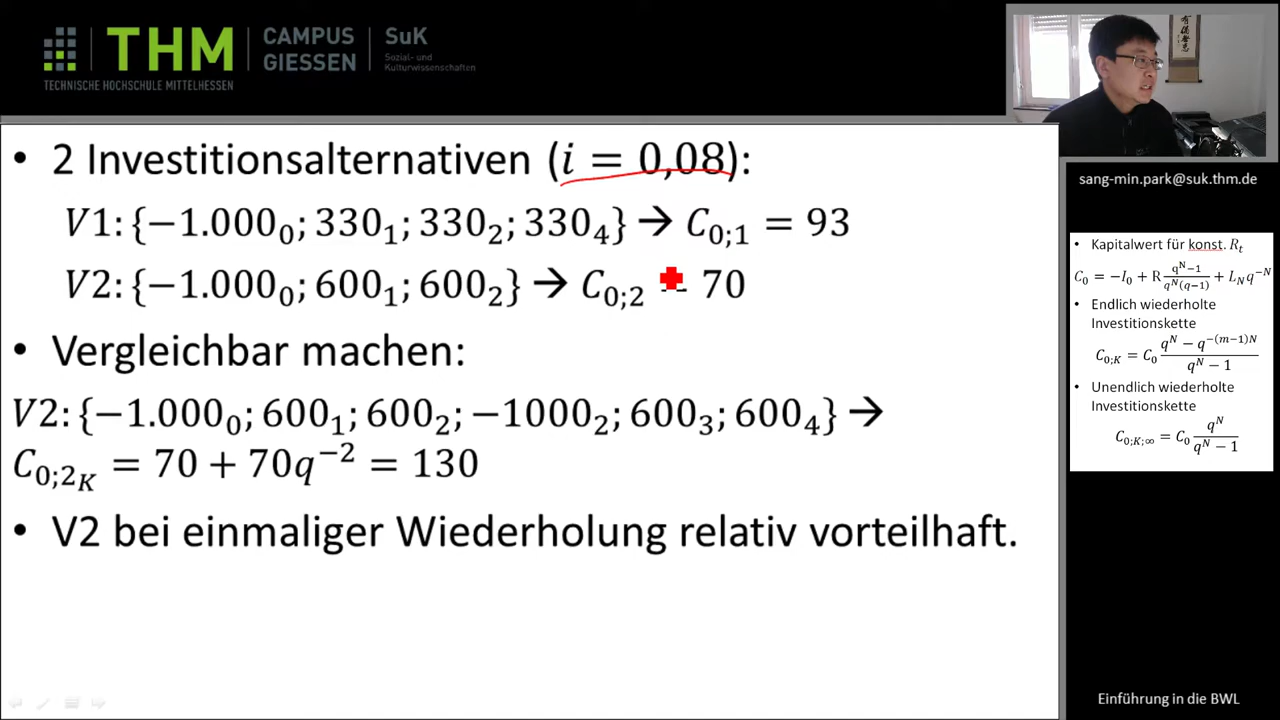 THM
TECHNISCHE HOCHSCHULE MITTELHESSEN
CAMPUS
GIESSEN
SuK
Sozial- und
Kulturwissenschaften
• 2 Investitionsalternativen (i = 0,08):
V1: {−1.000₀; 330₁; 330₂; 330₄} → C₀;₁ = 93
V2: {−1.000₀; 600₁; 600₂} → C₀;₂ = 70
• Vergleichbar machen:
V2: {−1.000₀; 600₁; 600₂; −1000₂; 600₃; 600₄} →
C₀;₂_K = 70 + 70q⁻² = 130
• V2 bei einmaliger Wiederholung relativ vorteilhaft.
sang-min.park@suk.thm.de
• Kapitalwert für konst. R_t
C₀ = −I₀ + R (q^N−1)/(q^N(q−1)) + L_N q^−N
• Endlich wiederholte
Investitionskette
C₀;K = C₀ (q^N − q^−(m−1)N)/(q^N − 1)
• Unendlich wiederholte
Investitionskette
C₀;K;∞ = C₀ q^N/(q^N − 1)
Einführung in die BWL